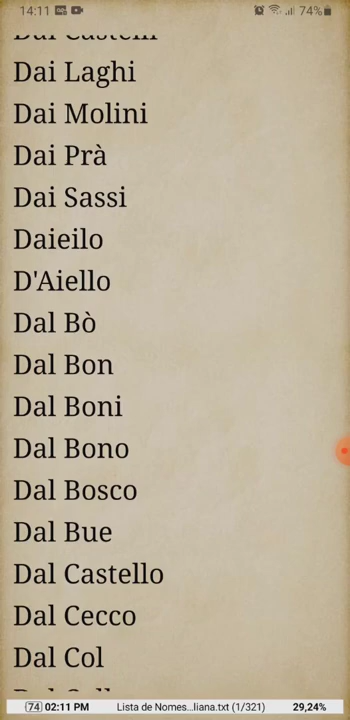 14:11
74%
Dai Castelli
Dai Laghi
Dai Molini
Dai Prà
Dai Sassi
Daieilo
D'Aiello
Dal Bò
Dal Bon
Dal Boni
Dal Bono
Dal Bosco
Dal Bue
Dal Castello
Dal Cecco
Dal Col
74 02:11 PM Lista de Nomes...liana.txt (1/321) 29,24%